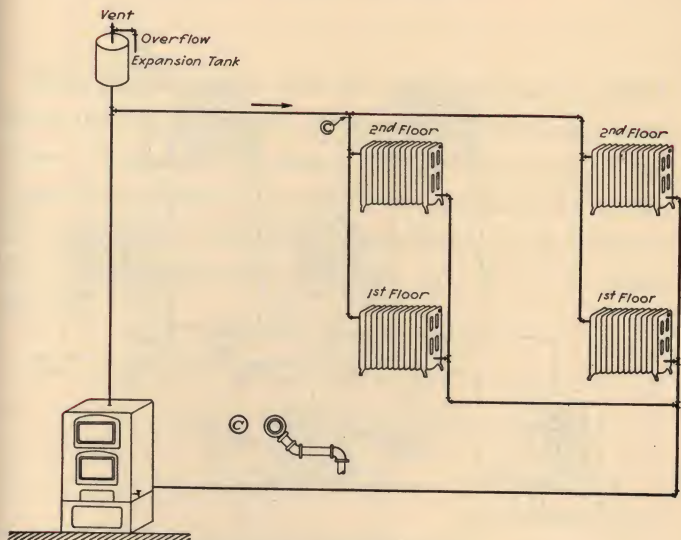 Vent
Overflow
Expansion Tank
C
2nd Floor
2nd Floor
1st Floor
1st Floor
C'